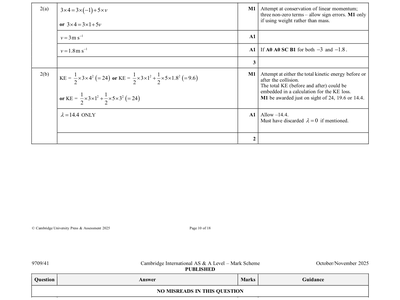 2(a)
3×4 = 3×(−1) + 5×v
or 3×4 = 3×1+5v
M1
Attempt at conservation of linear momentum;
three non-zero terms – allow sign errors. M1 only
if using weight rather than mass.
v = 3 m s⁻¹
A1
v = 1.8 m s⁻¹
A1
If A0 A0 SC B1 for both −3 and −1.8.
3
2(b)
KE = 1/2 ×3×4² (= 24) or KE = 1/2 ×3×1² + 1/2 ×5×1.8² (= 9.6)
or KE = 1/2 ×3×1² + 1/2 ×5×3² (= 24)
M1
Attempt at either the total kinetic energy before or
after the collision.
The total KE (before and after) could be
embedded in a calculation for the KE loss.
M1 be awarded just on sight of 24, 19.6 or 14.4.
λ = 14.4 ONLY
A1
Allow –14.4.
Must have discarded λ = 0 if mentioned.
2
© Cambridge University Press & Assessment 2025
9709/41
Cambridge International AS & A Level – Mark Scheme
PUBLISHED
October/November 2025
Question
Answer
Marks
Guidance
NO MISREADS IN THIS QUESTION